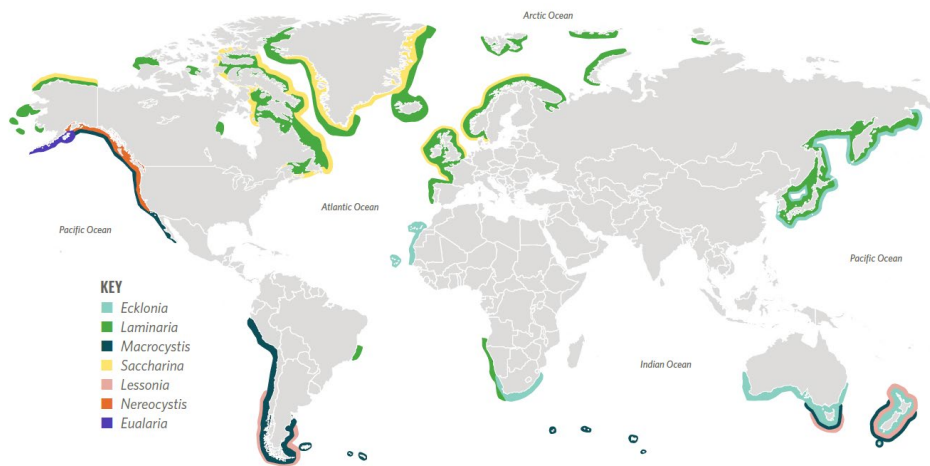 Arctic Ocean
Atlantic Ocean
Pacific Ocean
Pacific Ocean
Indian Ocean
KEY
Ecklonia
Laminaria
Macrocystis
Saccharina
Lessonia
Nereocystis
Eualaria